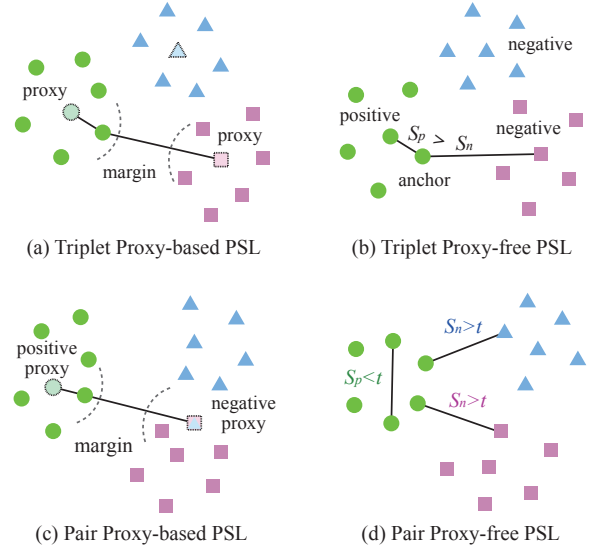 proxy
proxy
margin
(a) Triplet Proxy-based PSL
negative
positive
negative
Sₚ > Sₙ
anchor
(b) Triplet Proxy-free PSL
positive
proxy
negative
proxy
margin
(c) Pair Proxy-based PSL
Sₙ>t
Sₚ<t
Sₙ>t
(d) Pair Proxy-free PSL